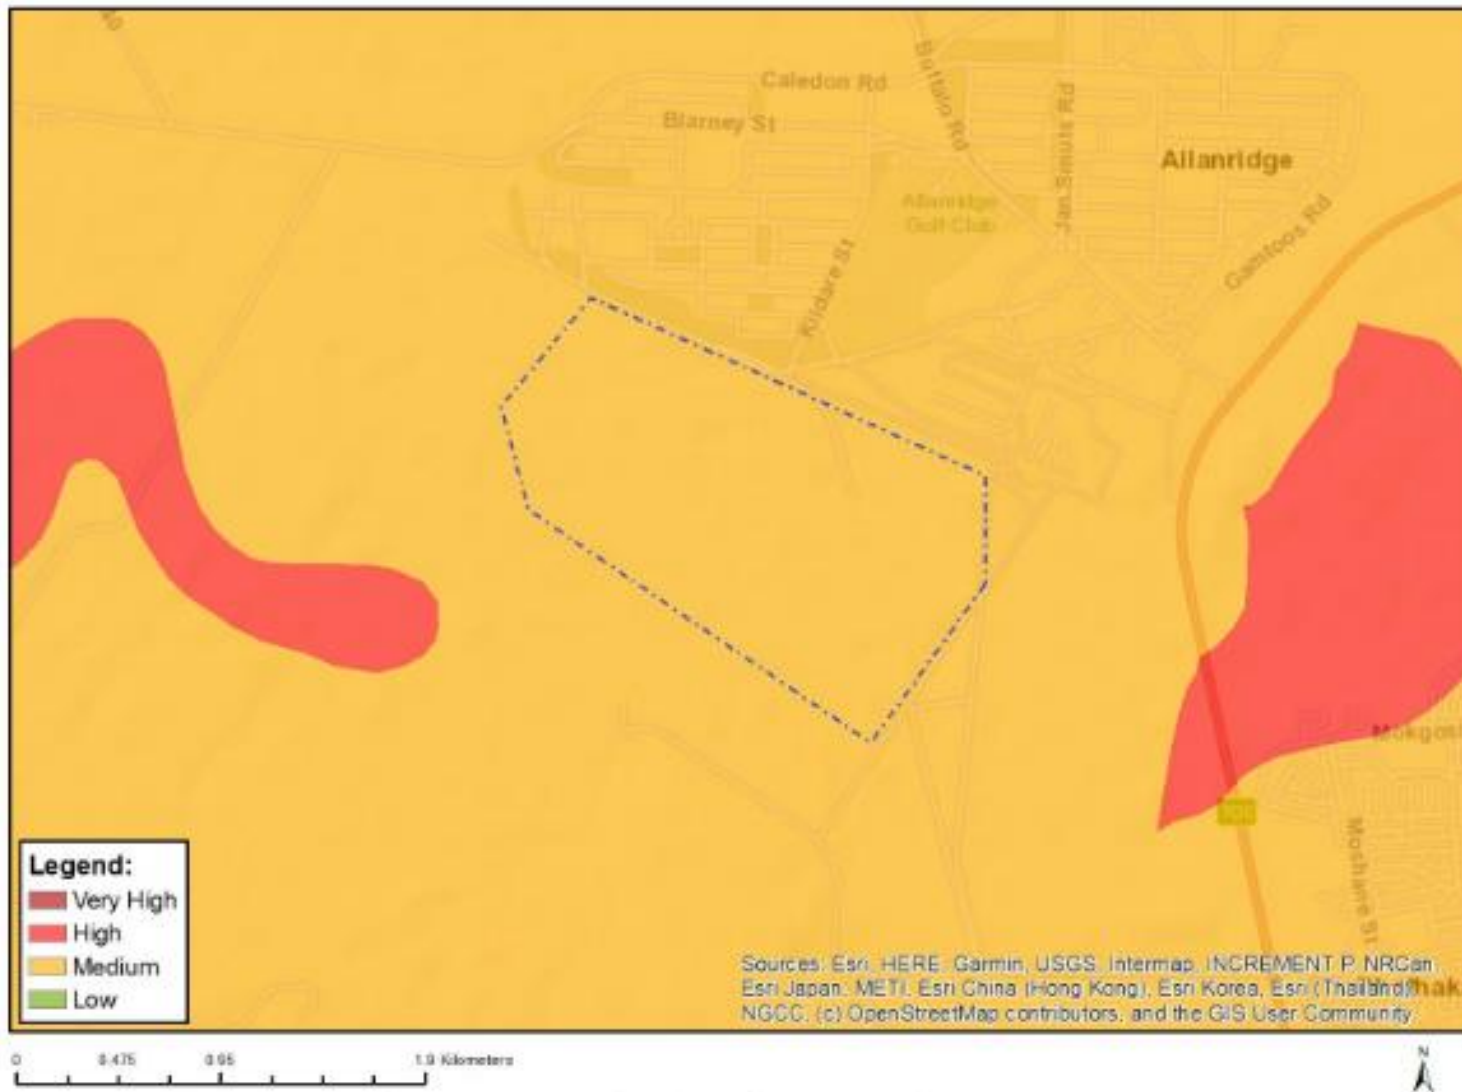 Caledon Rd
Blarney St
Buffalo Rd
Jan Smuts Rd
Allanridge
Allanridge
Golf Club
Gamtoos Rd
Kildare St
Moshane St
Legend:
Very High
High
Medium
Low
Sources: Esri, HERE, Garmin, USGS, Intermap, INCREMENT P, NRCan,
Esri Japan, METI, Esri China (Hong Kong), Esri Korea, Esri (Thailand),
NGCC, (c) OpenStreetMap contributors, and the GIS User Community
0 0.475 0.95 1.9 Kilometers
N